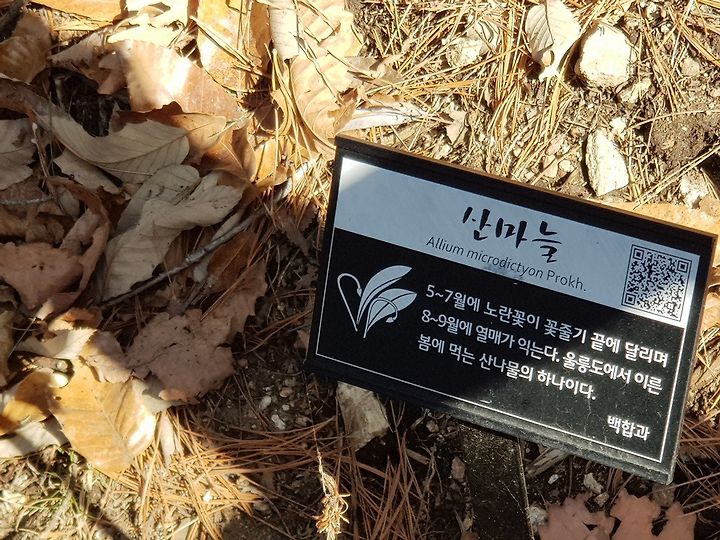 산마늘
Allium microdictyon Prokh.
5~7월에 노란꽃이 꽃줄기 끝에 달리며
8~9월에 열매가 익는다. 울릉도에서 이른
봄에 먹는 산나물의 하나이다.
백합과